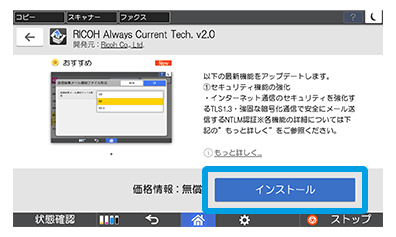 コピー スキャナー ファックス
?
RICOH Always Current Tech. v2.0
開発元：Ricoh Co., Ltd.
おすすめ New
以下の最新機能をアップデートします。
①セキュリティ機能の強化
・インターネット通信のセキュリティを強化す
るTLS1.3・強固な暗号化通信で安全にメール送
信するNTLM認証※各機能の詳細については下
記の"もっと詳しく"をご参照ください。
もっと詳しく...
価格情報：無償
インストール
状態確認 ストップ